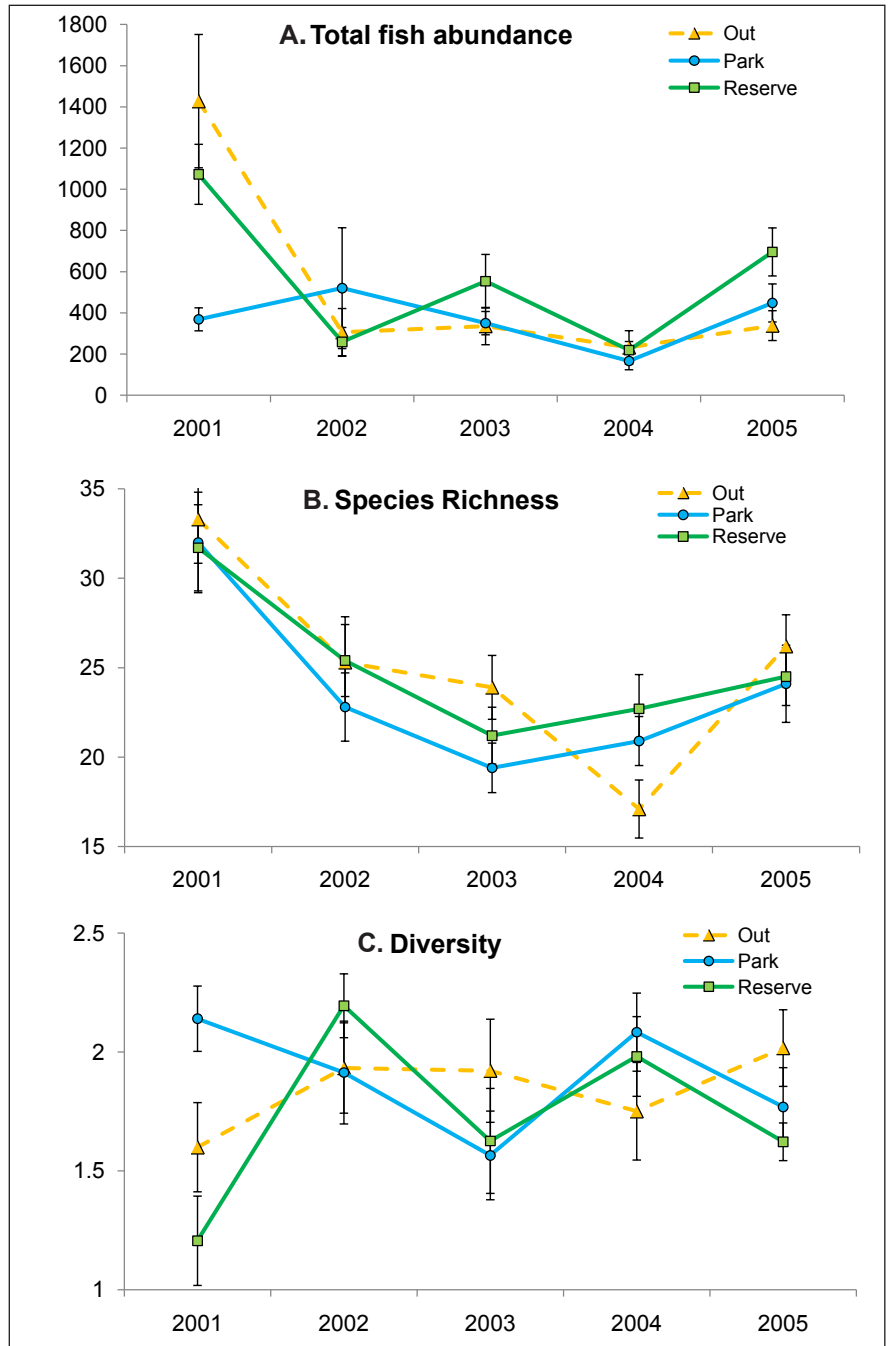 A. Total fish abundance
Out
Park
Reserve
1800
1600
1400
1200
1000
800
600
400
200
0
2001 2002 2003 2004 2005
B. Species Richness
Out
Park
Reserve
35
30
25
20
15
2001 2002 2003 2004 2005
C. Diversity
Out
Park
Reserve
2.5
2
1.5
1
2001 2002 2003 2004 2005